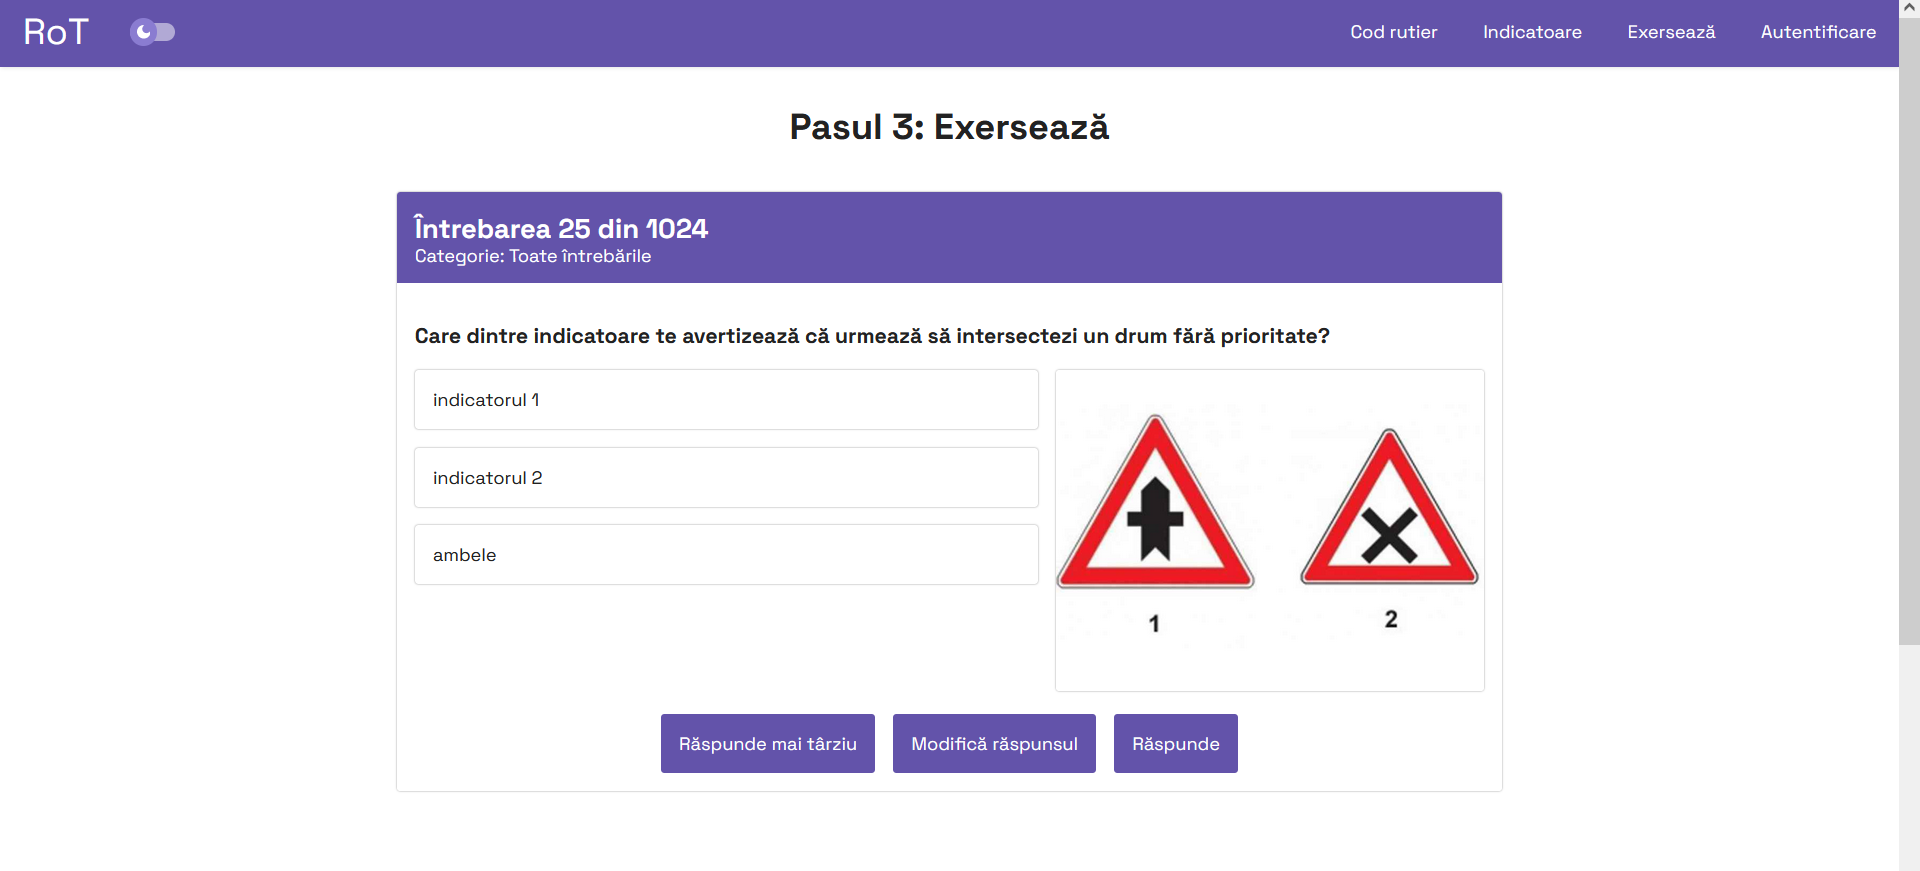 RoT
Cod rutier
Indicatoare
Exersează
Autentificare
Pasul 3: Exersează
Întrebarea 25 din 1024
Categorie: Toate întrebările
Care dintre indicatoare te avertizează că urmează să intersectezi un drum fără prioritate?
indicatorul 1
indicatorul 2
ambele
1
2
Răspunde mai târziu
Modifică răspunsul
Răspunde